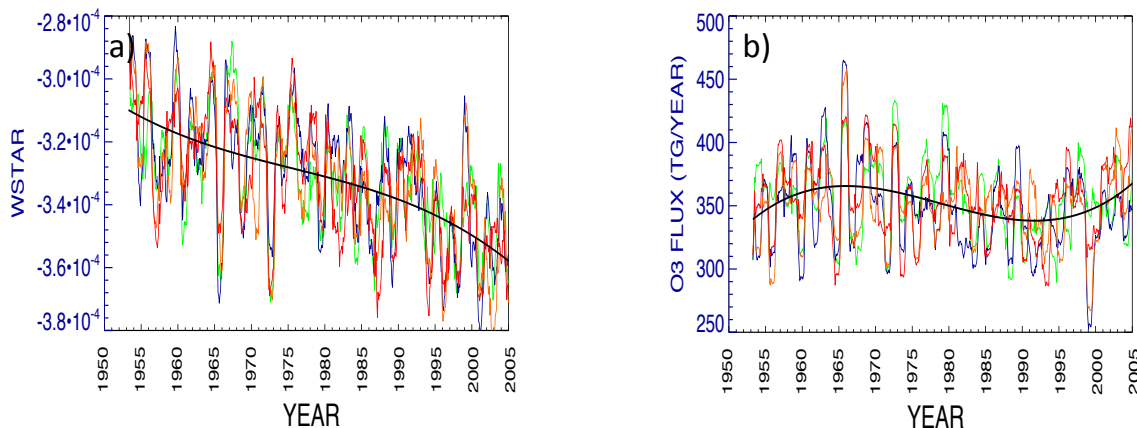 a)
-2.8•10⁻⁴
-3.0•10⁻⁴
-3.2•10⁻⁴
-3.4•10⁻⁴
-3.6•10⁻⁴
-3.8•10⁻⁴
WSTAR
1950 1955 1960 1965 1970 1975 1980 1985 1990 1995 2000 2005
YEAR
b)
500
450
400
350
300
250
O3 FLUX (TG/YEAR)
1950 1955 1960 1965 1970 1975 1980 1985 1990 1995 2000 2005
YEAR